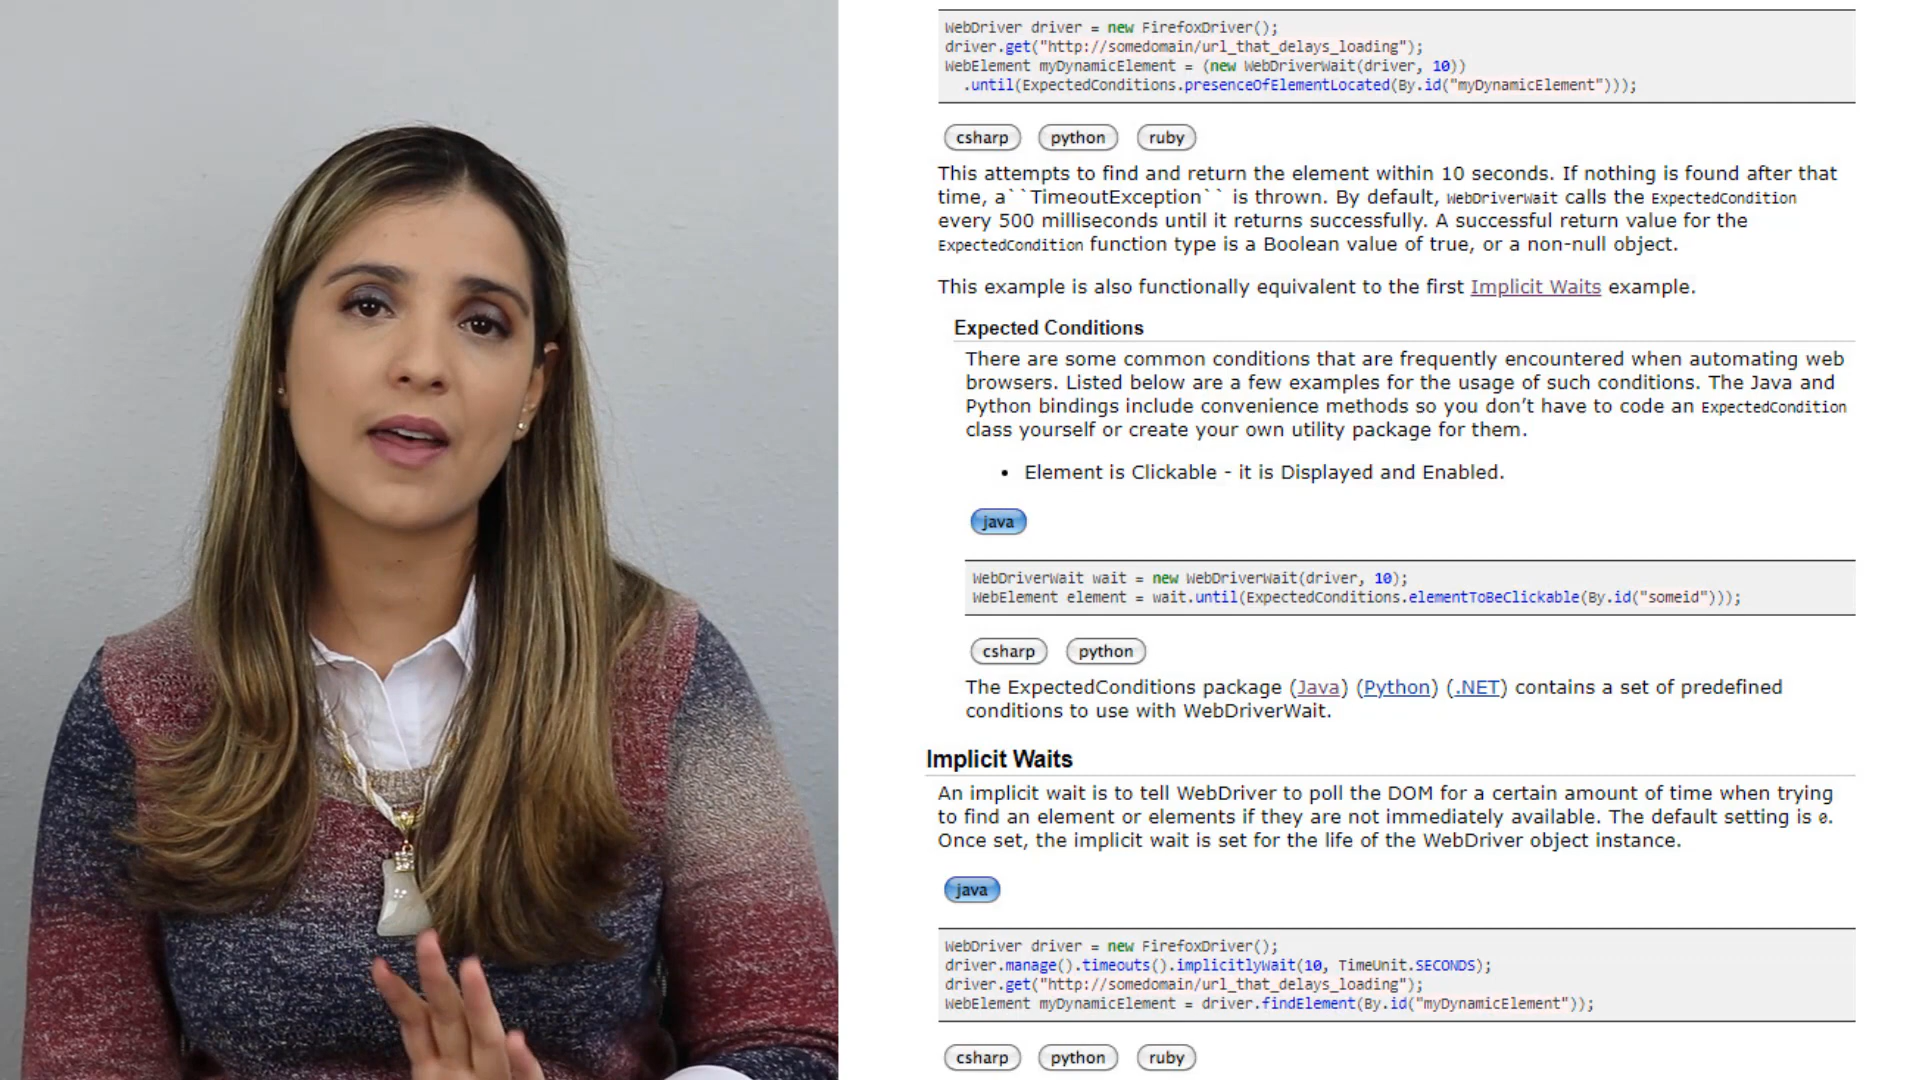 WebDriver driver = new FirefoxDriver();
driver.get("http://somedomain/url_that_delays_loading");
WebElement myDynamicElement = (new WebDriverWait(driver, 10))
  .until(ExpectedConditions.presenceOfElementLocated(By.id("myDynamicElement")));
csharp python ruby
This attempts to find and return the element within 10 seconds. If nothing is found after that
time, a``TimeoutException`` is thrown. By default, WebDriverWait calls the ExpectedCondition
every 500 milliseconds until it returns successfully. A successful return value for the
ExpectedCondition function type is a Boolean value of true, or a non-null object.
This example is also functionally equivalent to the first Implicit Waits example.
Expected Conditions
There are some common conditions that are frequently encountered when automating web
browsers. Listed below are a few examples for the usage of such conditions. The Java and
Python bindings include convenience methods so you don’t have to code an ExpectedCondition
class yourself or create your own utility package for them.
• Element is Clickable - it is Displayed and Enabled.
java
WebDriverWait wait = new WebDriverWait(driver, 10);
WebElement element = wait.until(ExpectedConditions.elementToBeClickable(By.id("someid")));
csharp python
The ExpectedConditions package (Java) (Python) (.NET) contains a set of predefined
conditions to use with WebDriverWait.
Implicit Waits
An implicit wait is to tell WebDriver to poll the DOM for a certain amount of time when trying
to find an element or elements if they are not immediately available. The default setting is 0.
Once set, the implicit wait is set for the life of the WebDriver object instance.
java
WebDriver driver = new FirefoxDriver();
driver.manage().timeouts().implicitlyWait(10, TimeUnit.SECONDS);
driver.get("http://somedomain/url_that_delays_loading");
WebElement myDynamicElement = driver.findElement(By.id("myDynamicElement"));
csharp python ruby